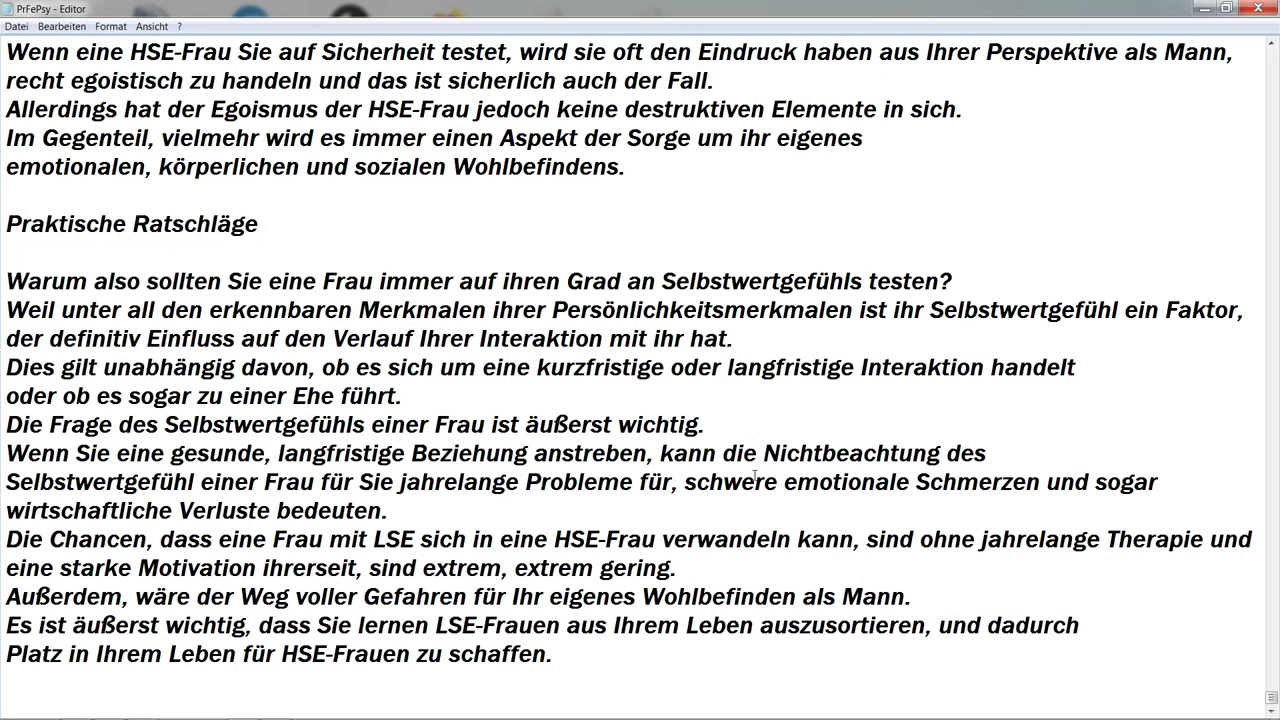 PrFePsy - Editor
Datei Bearbeiten Format Ansicht ?
Wenn eine HSE-Frau Sie auf Sicherheit testet, wird sie oft den Eindruck haben aus Ihrer Perspektive als Mann,
recht egoistisch zu handeln und das ist sicherlich auch der Fall.
Allerdings hat der Egoismus der HSE-Frau jedoch keine destruktiven Elemente in sich.
Im Gegenteil, vielmehr wird es immer einen Aspekt der Sorge um ihr eigenes
emotionalen, körperlichen und sozialen Wohlbefindens.
Praktische Ratschläge
Warum also sollten Sie eine Frau immer auf ihren Grad an Selbstwertgefühls testen?
Weil unter all den erkennbaren Merkmalen ihrer Persönlichkeitsmerkmalen ist ihr Selbstwertgefühl ein Faktor,
der definitiv Einfluss auf den Verlauf Ihrer Interaktion mit ihr hat.
Dies gilt unabhängig davon, ob es sich um eine kurzfristige oder langfristige Interaktion handelt
oder ob es sogar zu einer Ehe führt.
Die Frage des Selbstwertgefühls einer Frau ist äußerst wichtig.
Wenn Sie eine gesunde, langfristige Beziehung anstreben, kann die Nichtbeachtung des
Selbstwertgefühl einer Frau für Sie jahrelange Probleme für, schwere emotionale Schmerzen und sogar
wirtschaftliche Verluste bedeuten.
Die Chancen, dass eine Frau mit LSE sich in eine HSE-Frau verwandeln kann, sind ohne jahrelange Therapie und
eine starke Motivation ihrerseit, sind extrem, extrem gering.
Außerdem, wäre der Weg voller Gefahren für Ihr eigenes Wohlbefinden als Mann.
Es ist äußerst wichtig, dass Sie lernen LSE-Frauen aus Ihrem Leben auszusortieren, und dadurch
Platz in Ihrem Leben für HSE-Frauen zu schaffen.